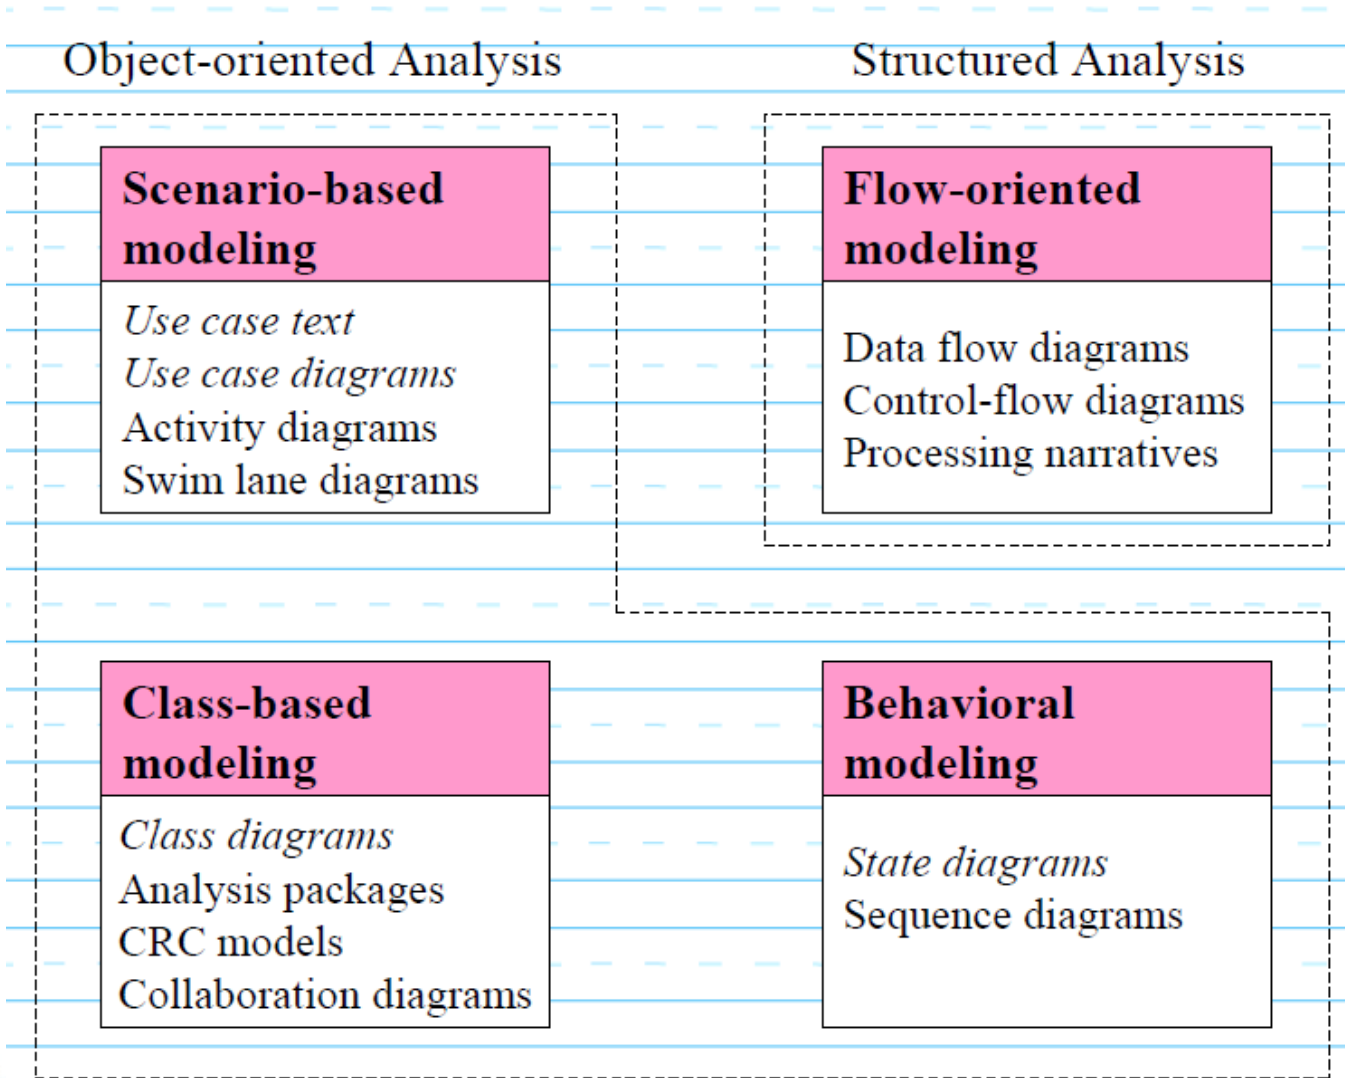 Object-oriented Analysis
Structured Analysis
Scenario-based
modeling
Use case text
Use case diagrams
Activity diagrams
Swim lane diagrams
Flow-oriented
modeling
Data flow diagrams
Control-flow diagrams
Processing narratives
Class-based
modeling
Class diagrams
Analysis packages
CRC models
Collaboration diagrams
Behavioral
modeling
State diagrams
Sequence diagrams